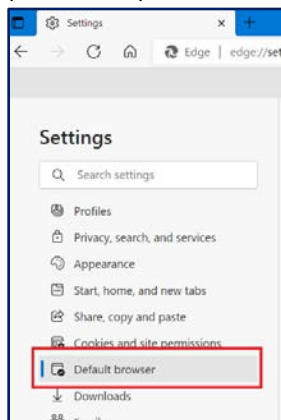 Settings
Edge | edge://set
Settings
Search settings
Profiles
Privacy, search, and services
Appearance
Start, home, and new tabs
Share, copy and paste
Cookies and site permissions
Default browser
Downloads